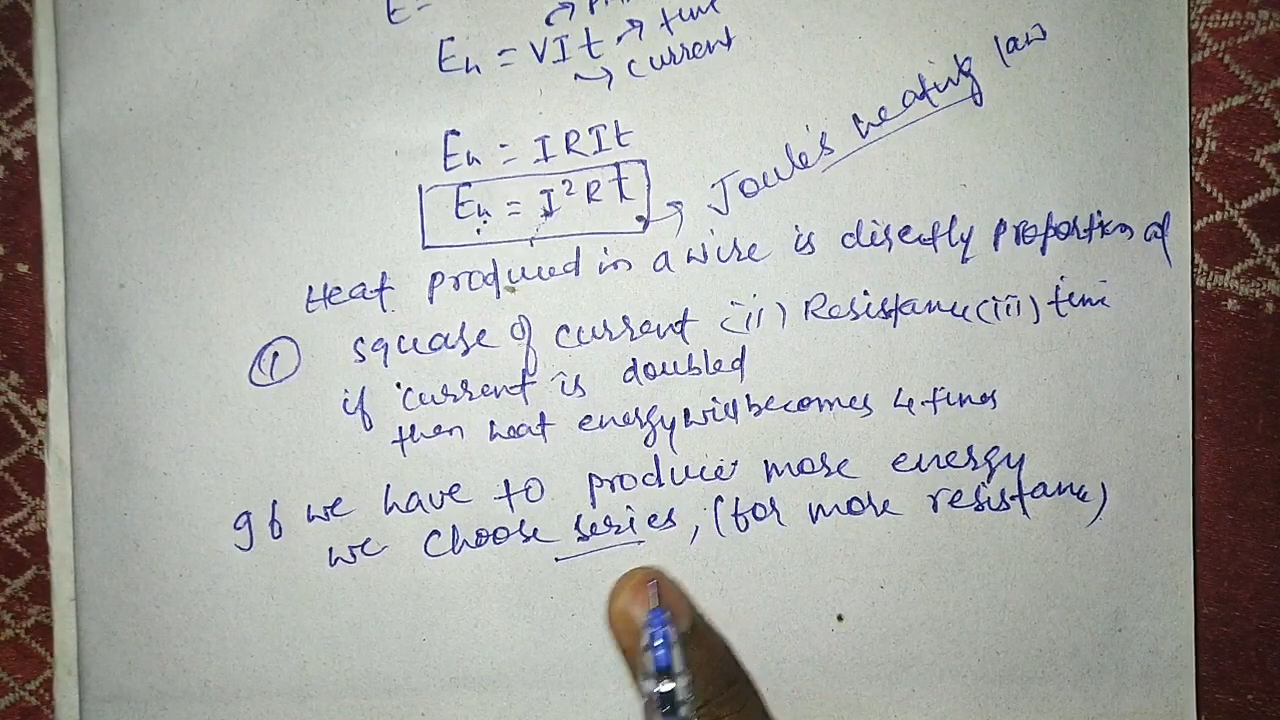 E=
Eh = VIt → time
→ current
Eh = IRIt
Eh = I²Rt → Joule's heating law
Heat produced in a wire is directly proportion of
① square of current (ii) Resistance (iii) time
if current is doubled
then heat energy will becomes 4 times
If we have to produce more energy
we choose series, (for more resistance)